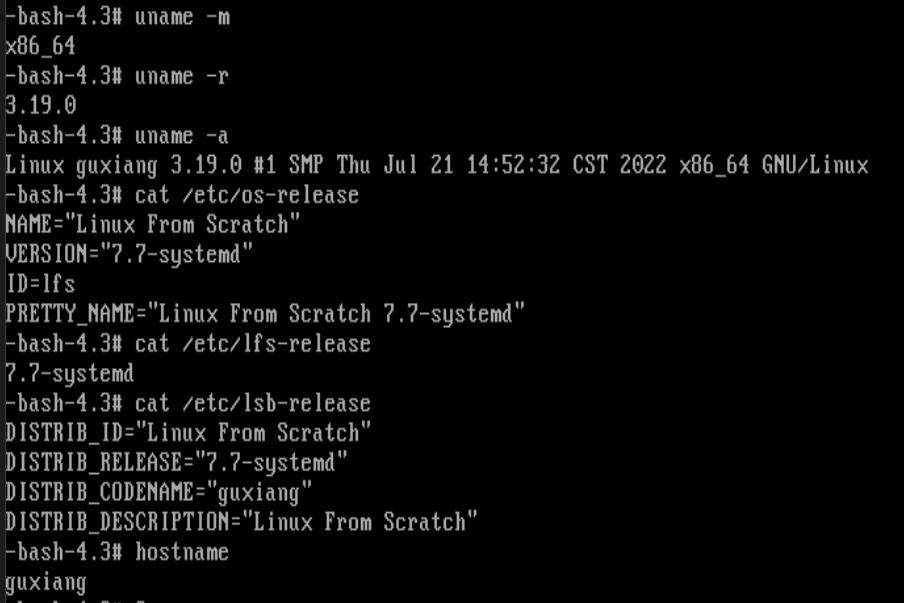 -bash-4.3# uname -m
x86_64
-bash-4.3# uname -r
3.19.0
-bash-4.3# uname -a
Linux guxiang 3.19.0 #1 SMP Thu Jul 21 14:52:32 CST 2022 x86_64 GNU/Linux
-bash-4.3# cat /etc/os-release
NAME="Linux From Scratch"
VERSION="7.7-systemd"
ID=lfs
PRETTY_NAME="Linux From Scratch 7.7-systemd"
-bash-4.3# cat /etc/lfs-release
7.7-systemd
-bash-4.3# cat /etc/lsb-release
DISTRIB_ID="Linux From Scratch"
DISTRIB_RELEASE="7.7-systemd"
DISTRIB_CODENAME="guxiang"
DISTRIB_DESCRIPTION="Linux From Scratch"
-bash-4.3# hostname
guxiang